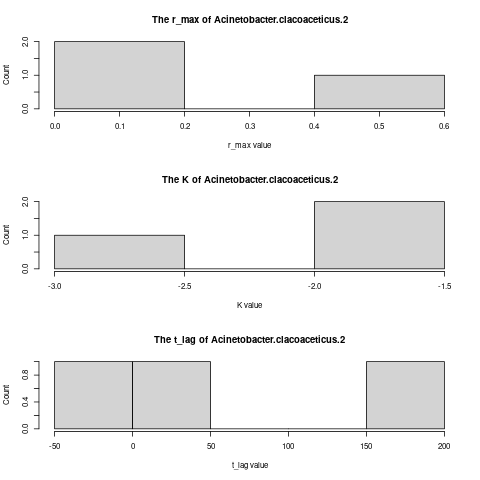 The r_max of Acinetobacter.clacoaceticus.2
2.0
1.0
0.0
Count
0.0 0.1 0.2 0.3 0.4 0.5 0.6
r_max value
The K of Acinetobacter.clacoaceticus.2
2.0
1.0
0.0
Count
-3.0 -2.5 -2.0 -1.5
K value
The t_lag of Acinetobacter.clacoaceticus.2
0.8
0.4
0.0
Count
-50 0 50 100 150 200
t_lag value